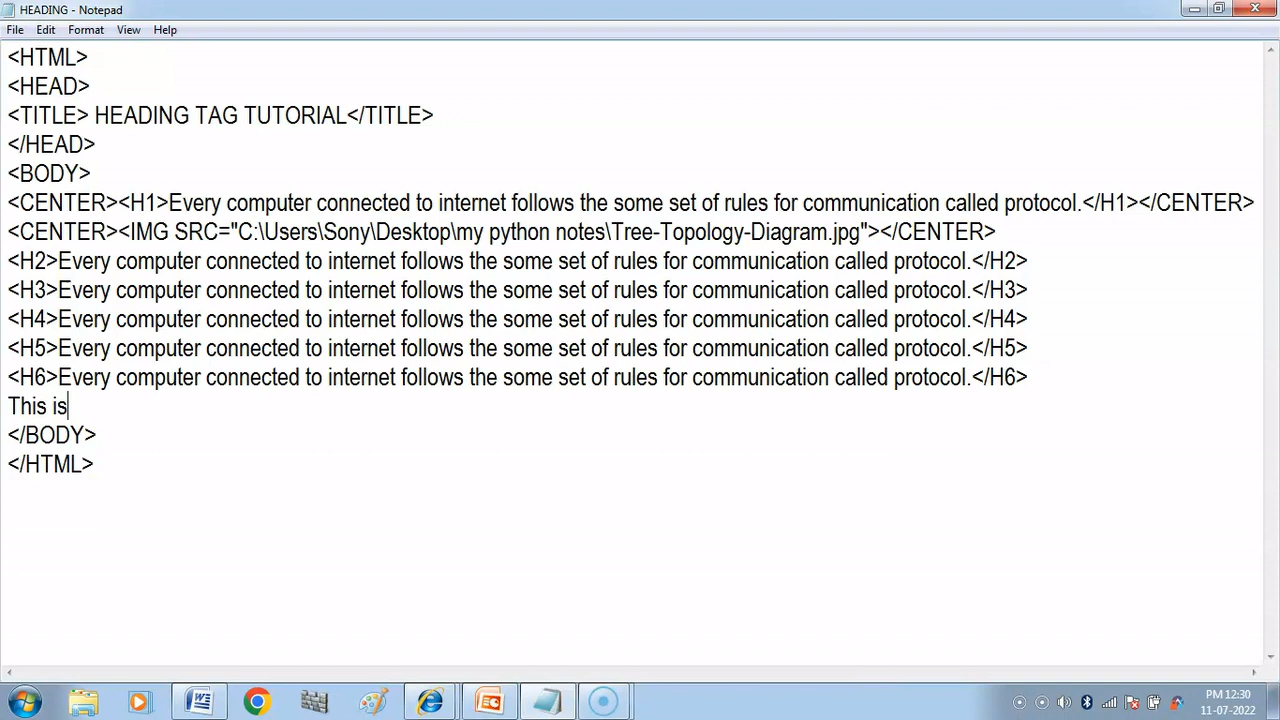 HEADING - Notepad
File Edit Format View Help
<HTML>
<HEAD>
<TITLE> HEADING TAG TUTORIAL</TITLE>
</HEAD>
<BODY>
<CENTER><H1>Every computer connected to internet follows the some set of rules for communication called protocol.</H1></CENTER>
<CENTER><IMG SRC="C:\Users\Sony\Desktop\my python notes\Tree-Topology-Diagram.jpg"></CENTER>
<H2>Every computer connected to internet follows the some set of rules for communication called protocol.</H2>
<H3>Every computer connected to internet follows the some set of rules for communication called protocol.</H3>
<H4>Every computer connected to internet follows the some set of rules for communication called protocol.</H4>
<H5>Every computer connected to internet follows the some set of rules for communication called protocol.</H5>
<H6>Every computer connected to internet follows the some set of rules for communication called protocol.</H6>
This is
</BODY>
</HTML>
PM 12:30
11-07-2022